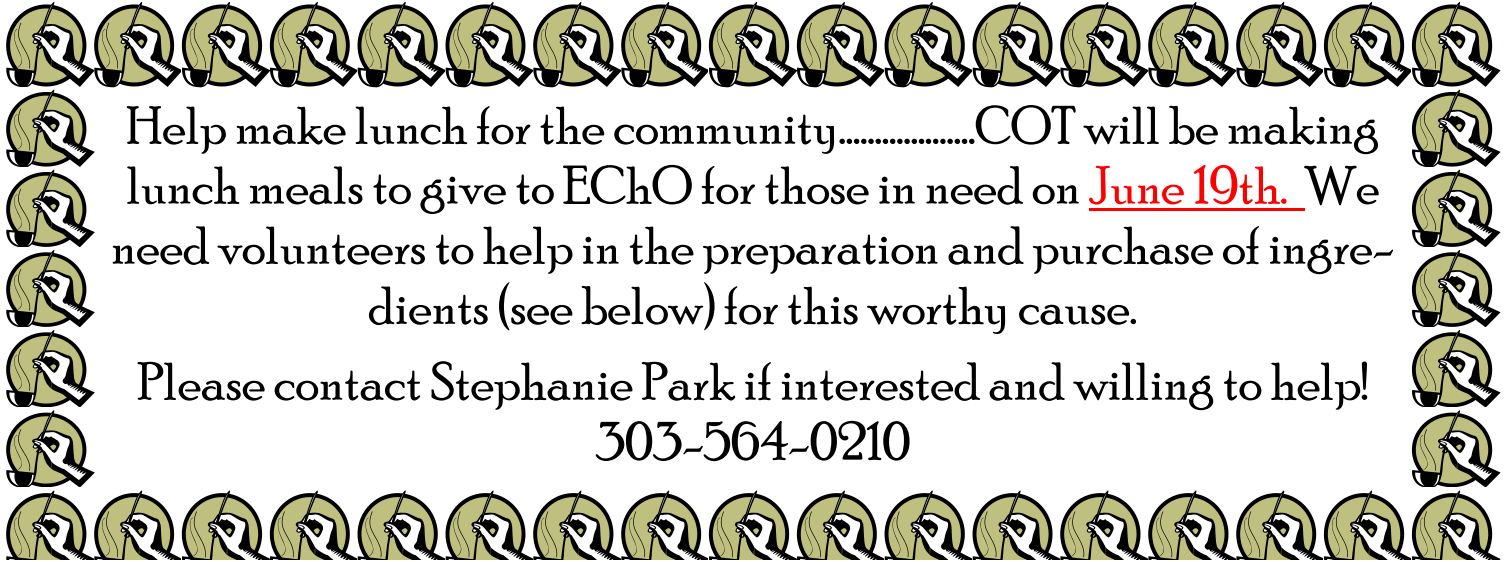 Help make lunch for the community...................COT will be making
lunch meals to give to EChO for those in need on June 19th. We
need volunteers to help in the preparation and purchase of ingre-
dients (see below) for this worthy cause.
Please contact Stephanie Park if interested and willing to help!
303-564-0210